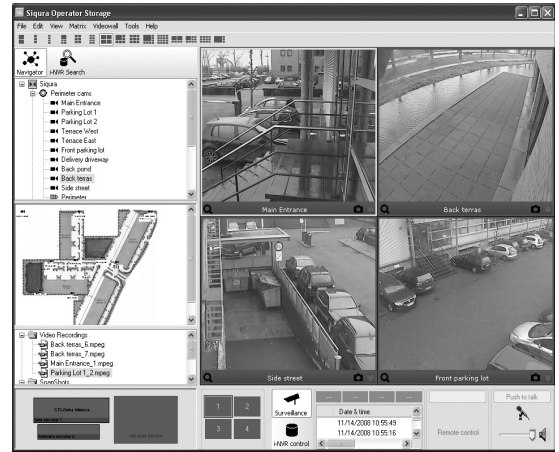 Siqura Operator Storage
File Edit View Matrix Videowall Tools Help
Navigator i-NVR Search
Siqura
Perimeter cams
Main Entrance
Parking Lot 1
Parking Lot 2
Terrace West
Terrace East
Front parking lot
Delivery driveway
Back pond
Back terras
Side street
Perimeter
Main Entrance
Back terras
Side street
Front parking lot
Video Recordings
Back terras_6.mpeg
Back terras_7.mpeg
Main Entrance_1.mpeg
Parking Lot 1_2.mpeg
SnapShots
1 2
3 4
Surveillance
i-NVR control
Date & time
11/14/2008 10:55:49
11/14/2008 10:55:16
Remote control
Push to talk